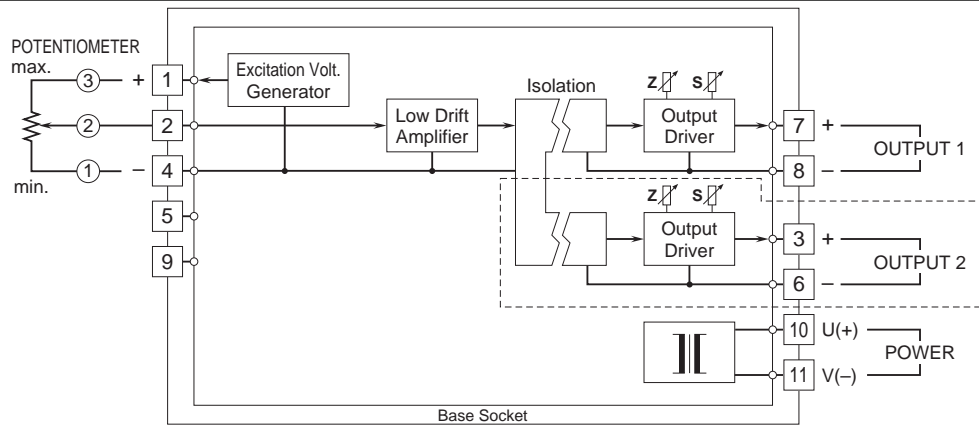 POTENTIOMETER
max.
3
+
1
Excitation Volt.
Generator
2
2
Low Drift
Amplifier
1
–
4
min.
5
9
Isolation
Z
S
Output
Driver
7
+
OUTPUT 1
8
–
Z
S
Output
Driver
3
+
OUTPUT 2
6
–
10
U(+)
POWER
11
V(–)
Base Socket